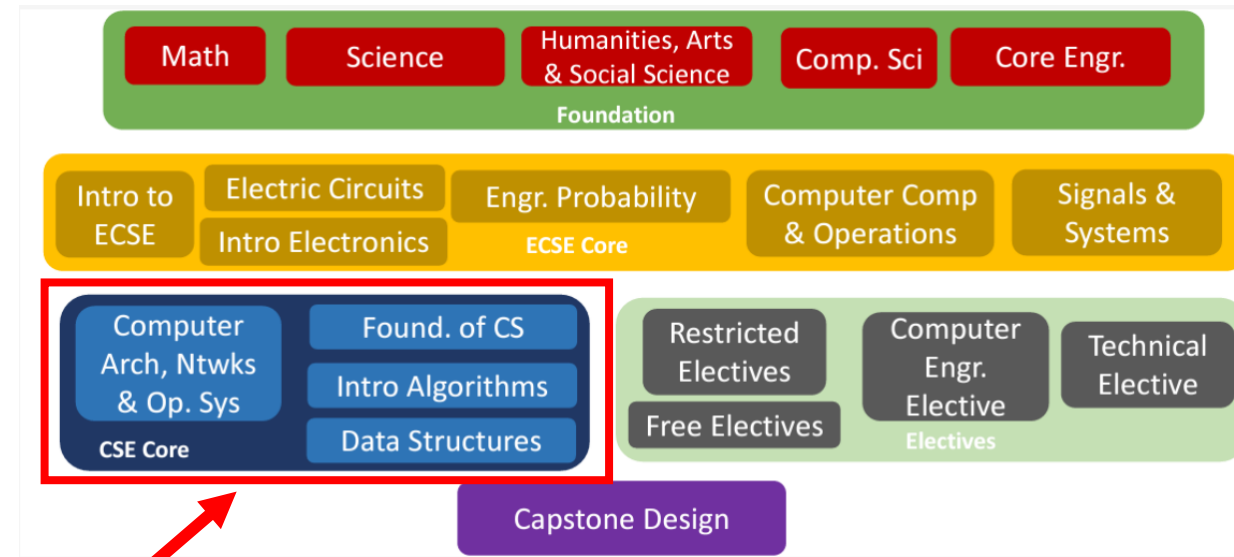 Math
Science
Humanities, Arts
& Social Science
Comp. Sci
Core Engr.
Foundation
Intro to
ECSE
Electric Circuits
Intro Electronics
Engr. Probability
ECSE Core
Computer Comp
& Operations
Signals &
Systems
Computer
Arch, Ntwks
& Op. Sys
CSE Core
Found. of CS
Intro Algorithms
Data Structures
Restricted
Electives
Free Electives
Computer
Engr.
Elective
Electives
Technical
Elective
Capstone Design